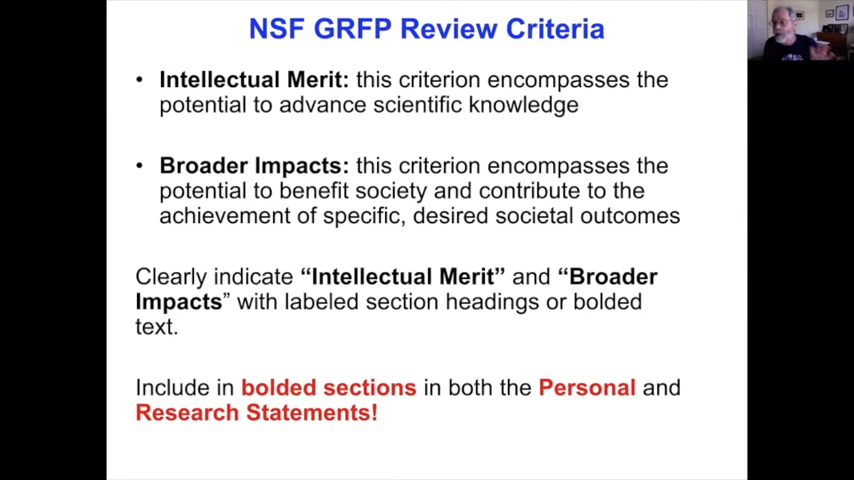 NSF GRFP Review Criteria
• Intellectual Merit: this criterion encompasses the
potential to advance scientific knowledge
• Broader Impacts: this criterion encompasses the
potential to benefit society and contribute to the
achievement of specific, desired societal outcomes
Clearly indicate “Intellectual Merit” and “Broader
Impacts” with labeled section headings or bolded
text.
Include in bolded sections in both the Personal and
Research Statements!